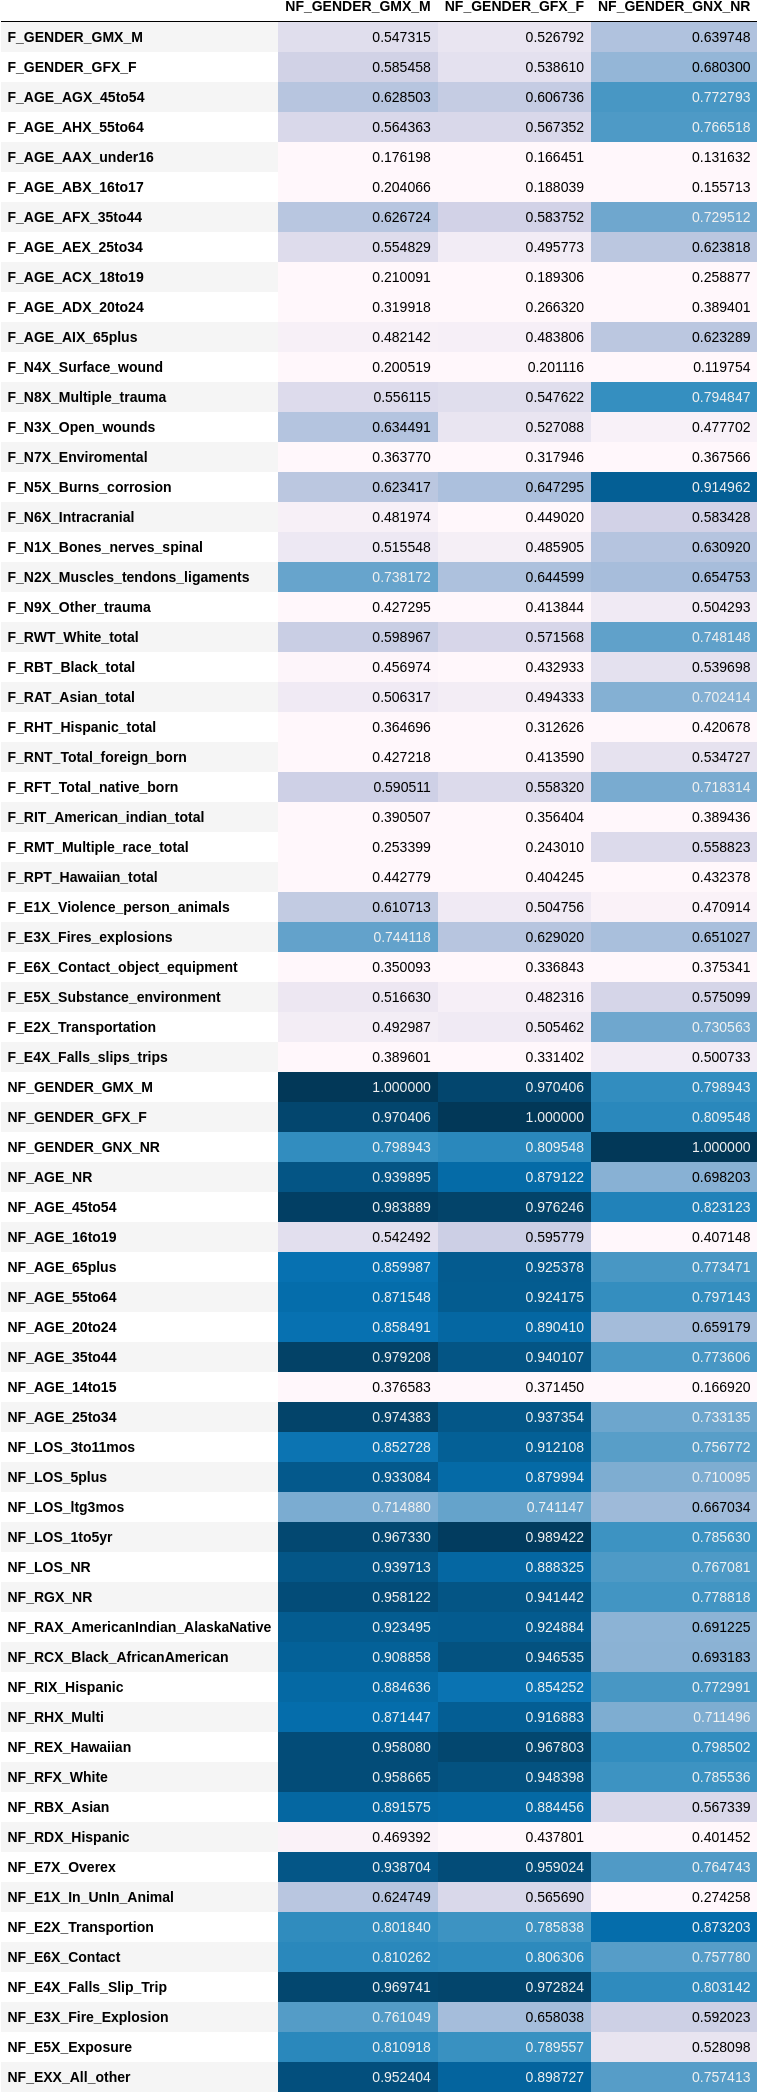 NF_GENDER_GMX_M NF_GENDER_GFX_F NF_GENDER_GNX_NR
F_GENDER_GMX_M 0.547315 0.526792 0.639748
F_GENDER_GFX_F 0.585458 0.538610 0.680300
F_AGE_AGX_45to54 0.628503 0.606736 0.772793
F_AGE_AHX_55to64 0.564363 0.567352 0.766518
F_AGE_AAX_under16 0.176198 0.166451 0.131632
F_AGE_ABX_16to17 0.204066 0.188039 0.155713
F_AGE_AFX_35to44 0.626724 0.583752 0.729512
F_AGE_AEX_25to34 0.554829 0.495773 0.623818
F_AGE_ACX_18to19 0.210091 0.189306 0.258877
F_AGE_ADX_20to24 0.319918 0.266320 0.389401
F_AGE_AIX_65plus 0.482142 0.483806 0.623289
F_N4X_Surface_wound 0.200519 0.201116 0.119754
F_N8X_Multiple_trauma 0.556115 0.547622 0.794847
F_N3X_Open_wounds 0.634491 0.527088 0.477702
F_N7X_Enviromental 0.363770 0.317946 0.367566
F_N5X_Burns_corrosion 0.623417 0.647295 0.914962
F_N6X_Intracranial 0.481974 0.449020 0.583428
F_N1X_Bones_nerves_spinal 0.515548 0.485905 0.630920
F_N2X_Muscles_tendons_ligaments 0.738172 0.644599 0.654753
F_N9X_Other_trauma 0.427295 0.413844 0.504293
F_RWT_White_total 0.598967 0.571568 0.748148
F_RBT_Black_total 0.456974 0.432933 0.539698
F_RAT_Asian_total 0.506317 0.494333 0.702414
F_RHT_Hispanic_total 0.364696 0.312626 0.420678
F_RNT_Total_foreign_born 0.427218 0.413590 0.534727
F_RFT_Total_native_born 0.590511 0.558320 0.718314
F_RIT_American_indian_total 0.390507 0.356404 0.389436
F_RMT_Multiple_race_total 0.253399 0.243010 0.558823
F_RPT_Hawaiian_total 0.442779 0.404245 0.432378
F_E1X_Violence_person_animals 0.610713 0.504756 0.470914
F_E3X_Fires_explosions 0.744118 0.629020 0.651027
F_E6X_Contact_object_equipment 0.350093 0.336843 0.375341
F_E5X_Substance_environment 0.516630 0.482316 0.575099
F_E2X_Transportation 0.492987 0.505462 0.730563
F_E4X_Falls_slips_trips 0.389601 0.331402 0.500733
NF_GENDER_GMX_M 1.000000 0.970406 0.798943
NF_GENDER_GFX_F 0.970406 1.000000 0.809548
NF_GENDER_GNX_NR 0.798943 0.809548 1.000000
NF_AGE_NR 0.939895 0.879122 0.698203
NF_AGE_45to54 0.983889 0.976246 0.823123
NF_AGE_16to19 0.542492 0.595779 0.407148
NF_AGE_65plus 0.859987 0.925378 0.773471
NF_AGE_55to64 0.871548 0.924175 0.797143
NF_AGE_20to24 0.858491 0.890410 0.659179
NF_AGE_35to44 0.979208 0.940107 0.773606
NF_AGE_14to15 0.376583 0.371450 0.166920
NF_AGE_25to34 0.974383 0.937354 0.733135
NF_LOS_3to11mos 0.852728 0.912108 0.756772
NF_LOS_5plus 0.933084 0.879994 0.710095
NF_LOS_ltg3mos 0.714880 0.741147 0.667034
NF_LOS_1to5yr 0.967330 0.989422 0.785630
NF_LOS_NR 0.939713 0.888325 0.767081
NF_RGX_NR 0.958122 0.941442 0.778818
NF_RAX_AmericanIndian_AlaskaNative 0.923495 0.924884 0.691225
NF_RCX_Black_AfricanAmerican 0.908858 0.946535 0.693183
NF_RIX_Hispanic 0.884636 0.854252 0.772991
NF_RHX_Multi 0.871447 0.916883 0.711496
NF_REX_Hawaiian 0.958080 0.967803 0.798502
NF_RFX_White 0.958665 0.948398 0.785536
NF_RBX_Asian 0.891575 0.884456 0.567339
NF_RDX_Hispanic 0.469392 0.437801 0.401452
NF_E7X_Overex 0.938704 0.959024 0.764743
NF_E1X_In_UnIn_Animal 0.624749 0.565690 0.274258
NF_E2X_Transportion 0.801840 0.785838 0.873203
NF_E6X_Contact 0.810262 0.806306 0.757780
NF_E4X_Falls_Slip_Trip 0.969741 0.972824 0.803142
NF_E3X_Fire_Explosion 0.761049 0.658038 0.592023
NF_E5X_Exposure 0.810918 0.789557 0.528098
NF_EXX_All_other 0.952404 0.898727 0.757413